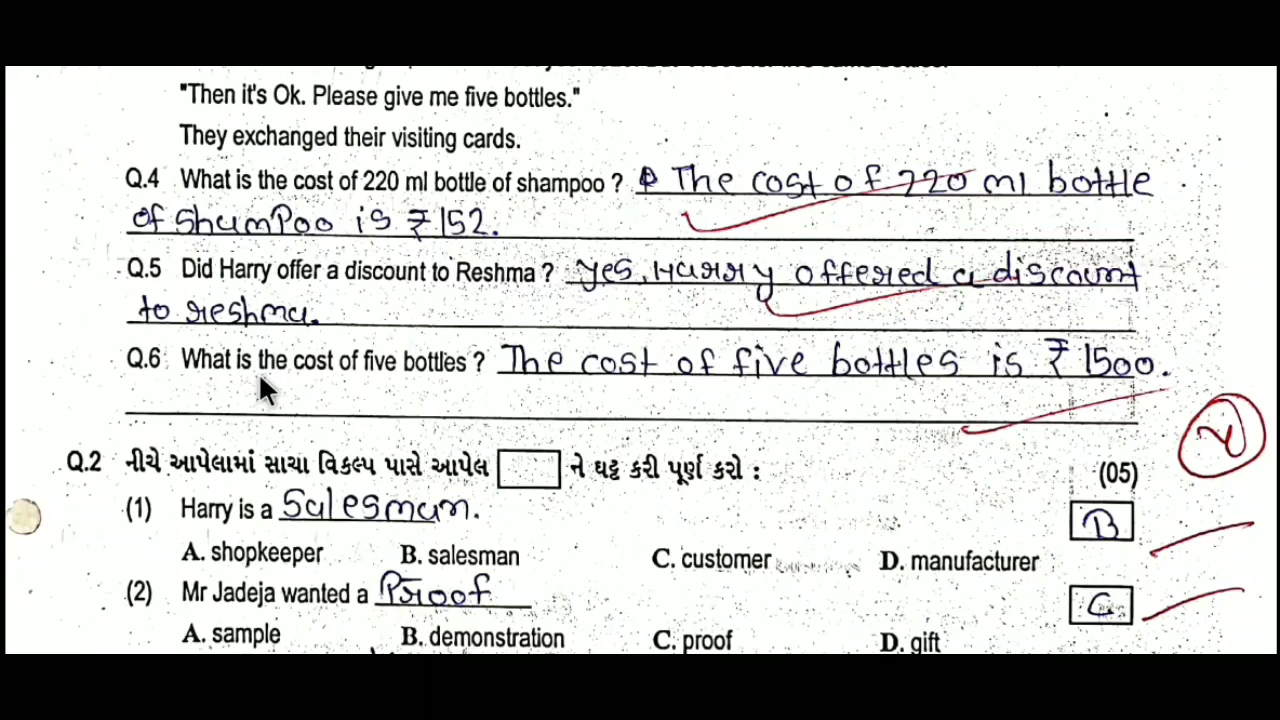 "Then it's Ok. Please give me five bottles."
They exchanged their visiting cards.
Q.4 What is the cost of 220 ml bottle of shampoo ? The cost of 220 ml bottle
of shamPoo is ₹152.
Q.5 Did Harry offer a discount to Reshma ? Yes, Harry offered a discount
to reshma.
Q.6 What is the cost of five bottles ? The cost of five bottles is ₹ 1500.
Q.2 નીચે આપેલામાં સાચા વિકલ્પ પાસે આપેલ ને ઘટ્ટ કરી પૂર્ણ કરો : (05)
(1) Harry is a Salesman. B
A. shopkeeper B. salesman C. customer D. manufacturer
(2) Mr Jadeja wanted a Proof C
A. sample B. demonstration C. proof D. gift